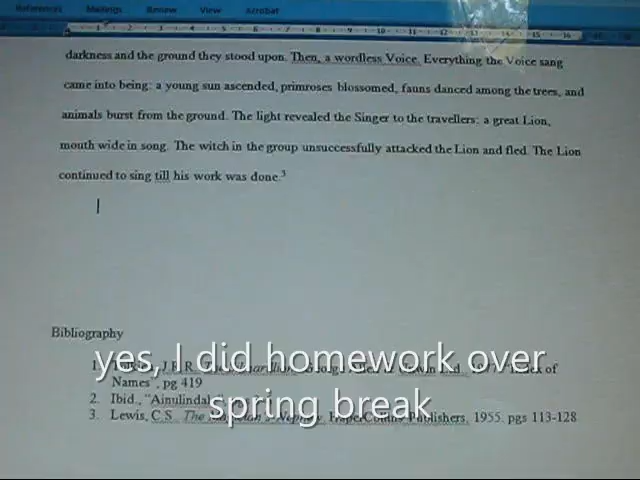 References Mailings Review View Acrobat
darkness and the ground they stood upon. Then, a wordless Voice. Everything the Voice sang
came into being: a young sun ascended, primroses blossomed, fauns danced among the trees, and
animals burst from the ground. The light revealed the Singer to the travellers: a great Lion,
mouth wide in song. The witch in the group unsuccessfully attacked the Lion and fled. The Lion
continued to sing till his work was done.3
Bibliography
yes, I did homework over
spring break
1. J.R.R. of
Names", pg 419
2. Ibid., "Ainulindal
3. Lewis, C.S. The Nephew. HarperCollins Publishers, 1955. pgs 113-128